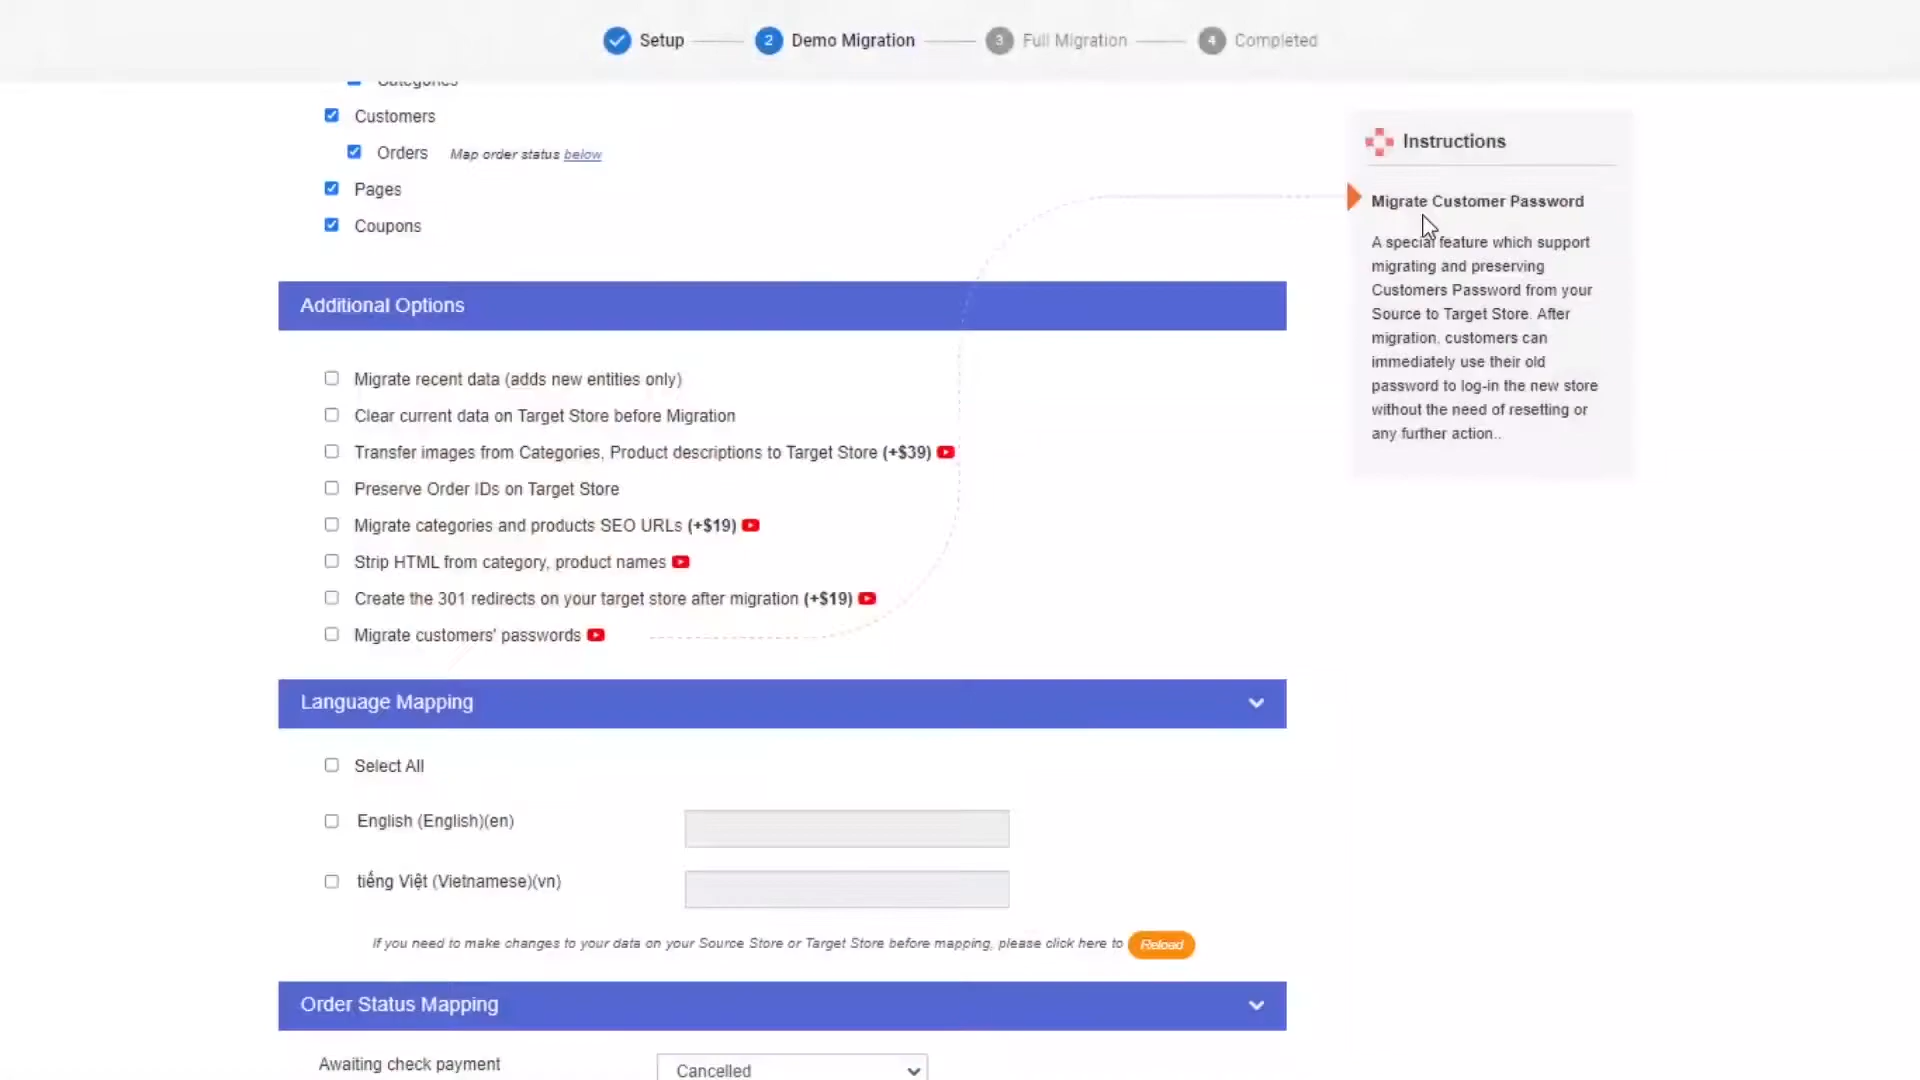 Setup
2
Demo Migration
3
Full Migration
4
Completed
Categories
Customers
Orders
Map order status below
Pages
Coupons
Additional Options
Migrate recent data (adds new entities only)
Clear current data on Target Store before Migration
Transfer images from Categories, Product descriptions to Target Store (+$39)
Preserve Order IDs on Target Store
Migrate categories and products SEO URLs (+$19)
Strip HTML from category, product names
Create the 301 redirects on your target store after migration (+$19)
Migrate customers' passwords
Language Mapping
Select All
English (English)(en)
tiếng Việt (Vietnamese)(vn)
If you need to make changes to your data on your Source Store or Target Store before mapping, please click here to Reload
Order Status Mapping
Awaiting check payment
Cancelled
Instructions
Migrate Customer Password
A special feature which support
migrating and preserving
Customers Password from your
Source to Target Store. After
migration, customers can
immediately use their old
password to log-in the new store
without the need of resetting or
any further action..